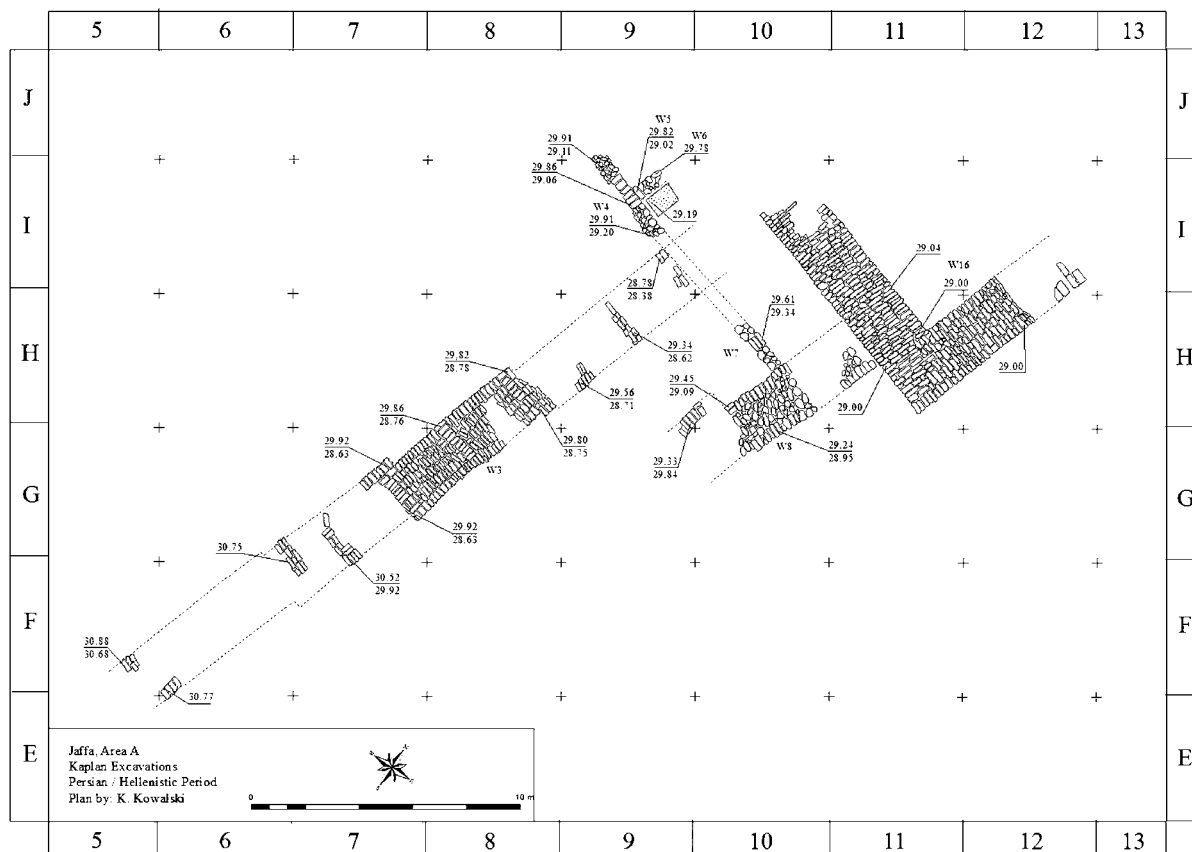 5 6 7 8 9 10 11 12 13
J J
W5
29.82
29.02
W6
29.78
29.91
29.11
29.86
29.06
I I
W4
29.91
29.20
29.19
29.04
W16
29.00
28.78
28.38
29.61
29.34
H H
29.34
28.62
W7
29.82
28.78
29.45
29.09
29.00
29.56
28.71
29.00
29.86
28.76
29.80
28.75
29.24
28.95
W8
29.92
28.63
W3
29.33
29.84
G G
29.92
28.63
30.75
30.52
29.92
F F
30.88
30.68
30.77
E E
Jaffa, Area A
Kaplan Excavations
Persian / Hellenistic Period
Plan by: K. Kowalski
0 10 m
5 6 7 8 9 10 11 12 13